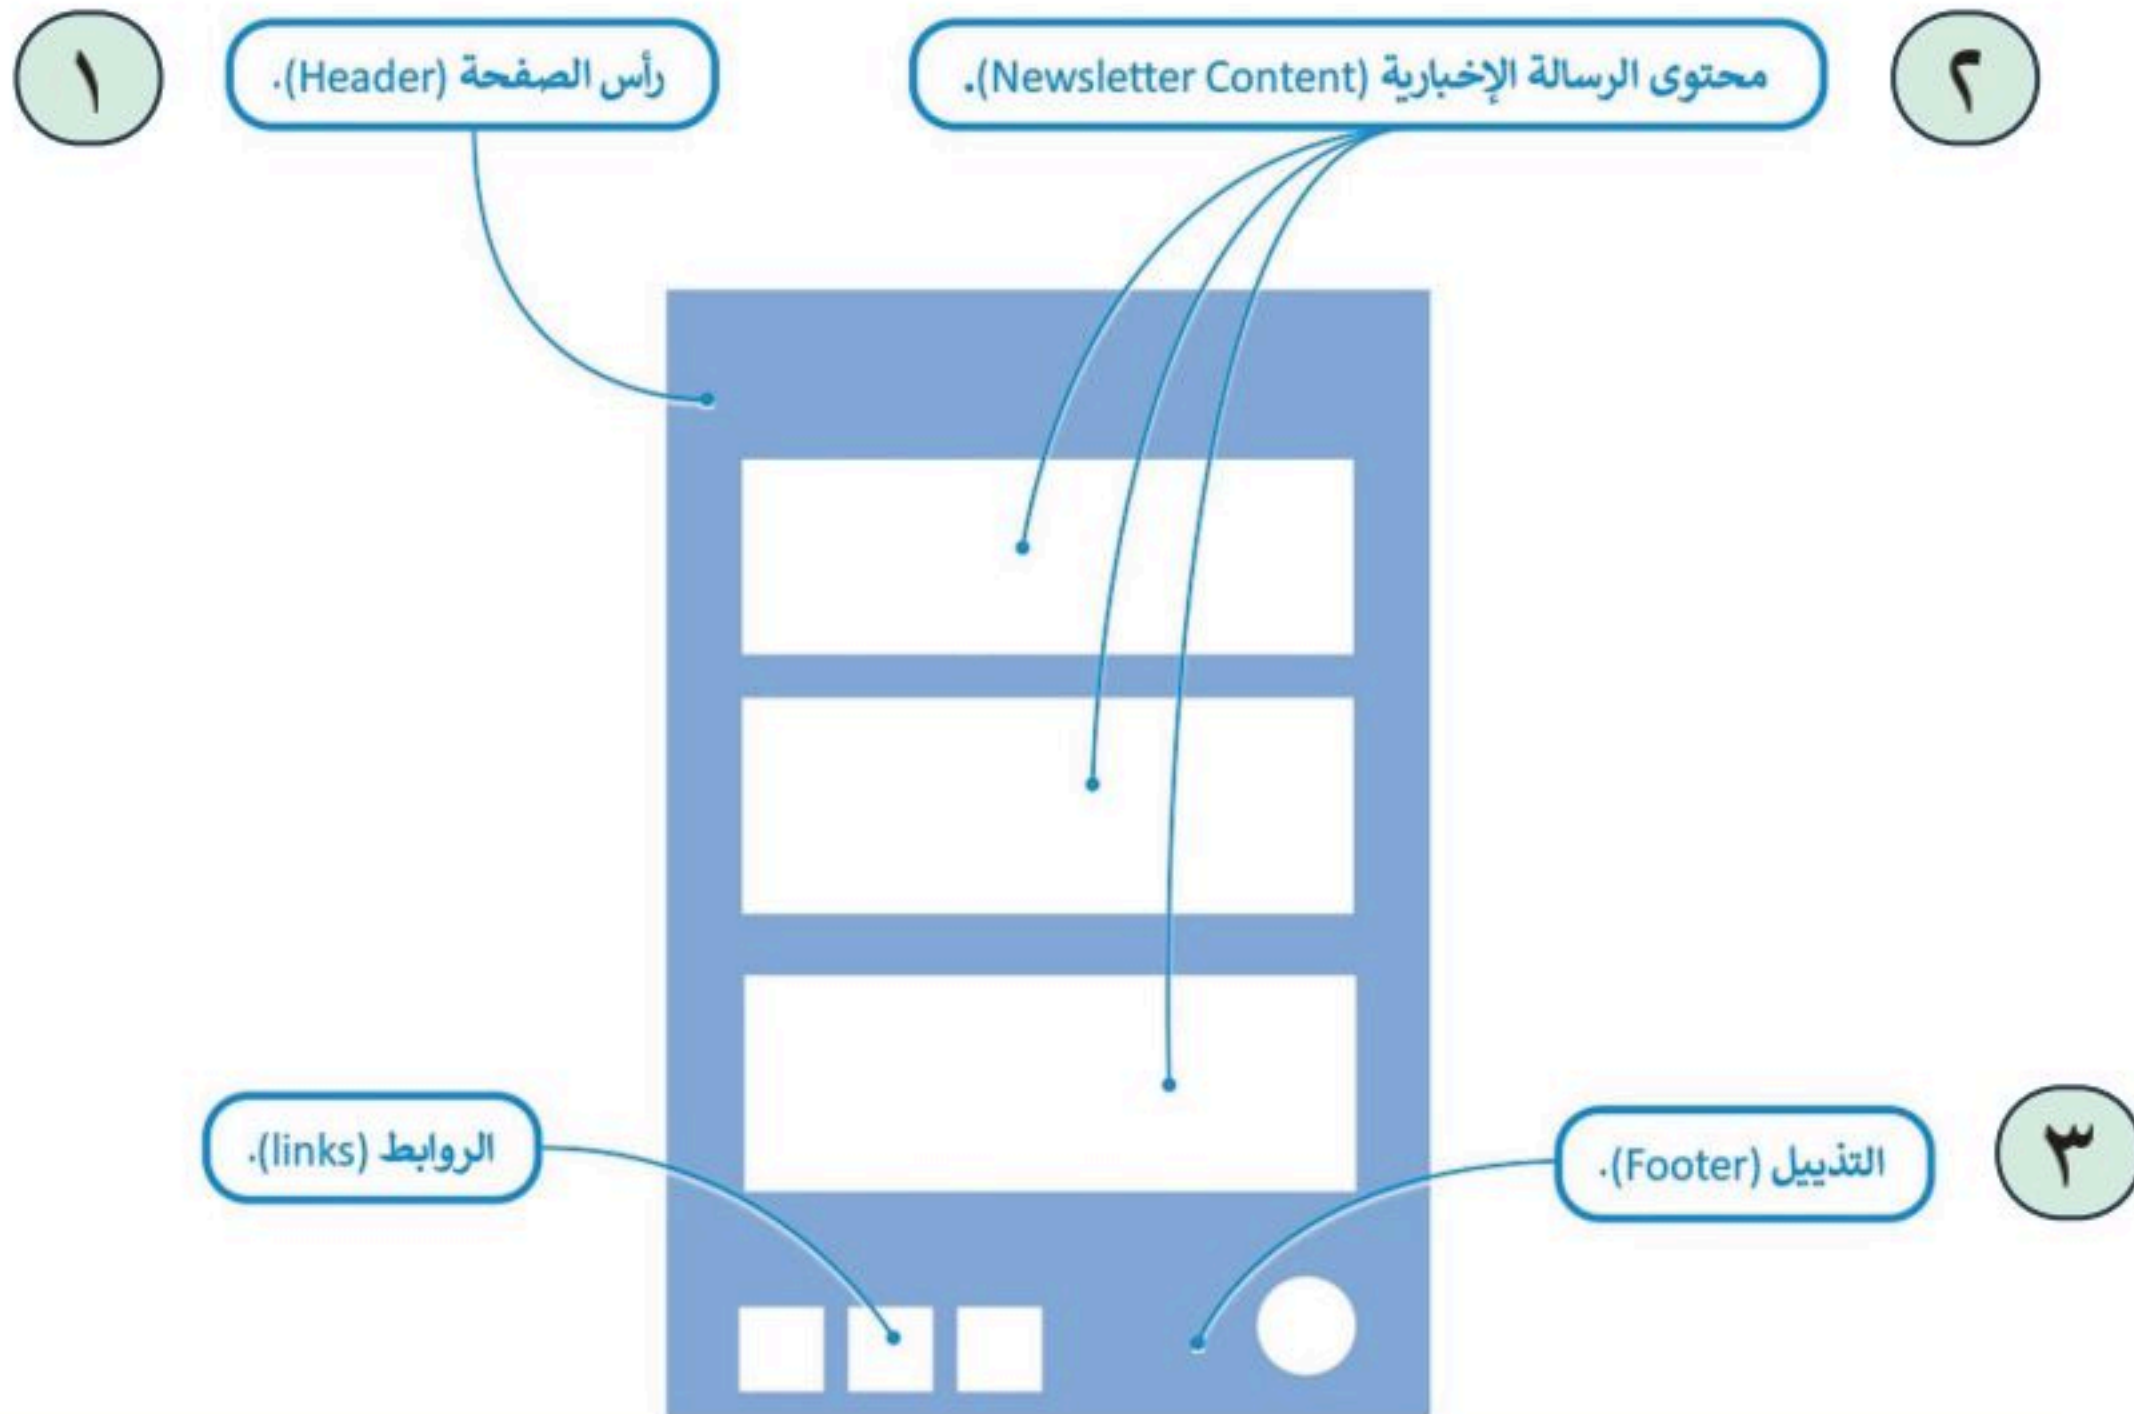 ١
رأس الصفحة (Header).
محتوى الرسالة الإخبارية (Newsletter Content).
٢
الروابط (links).
التذييل (Footer).
٣